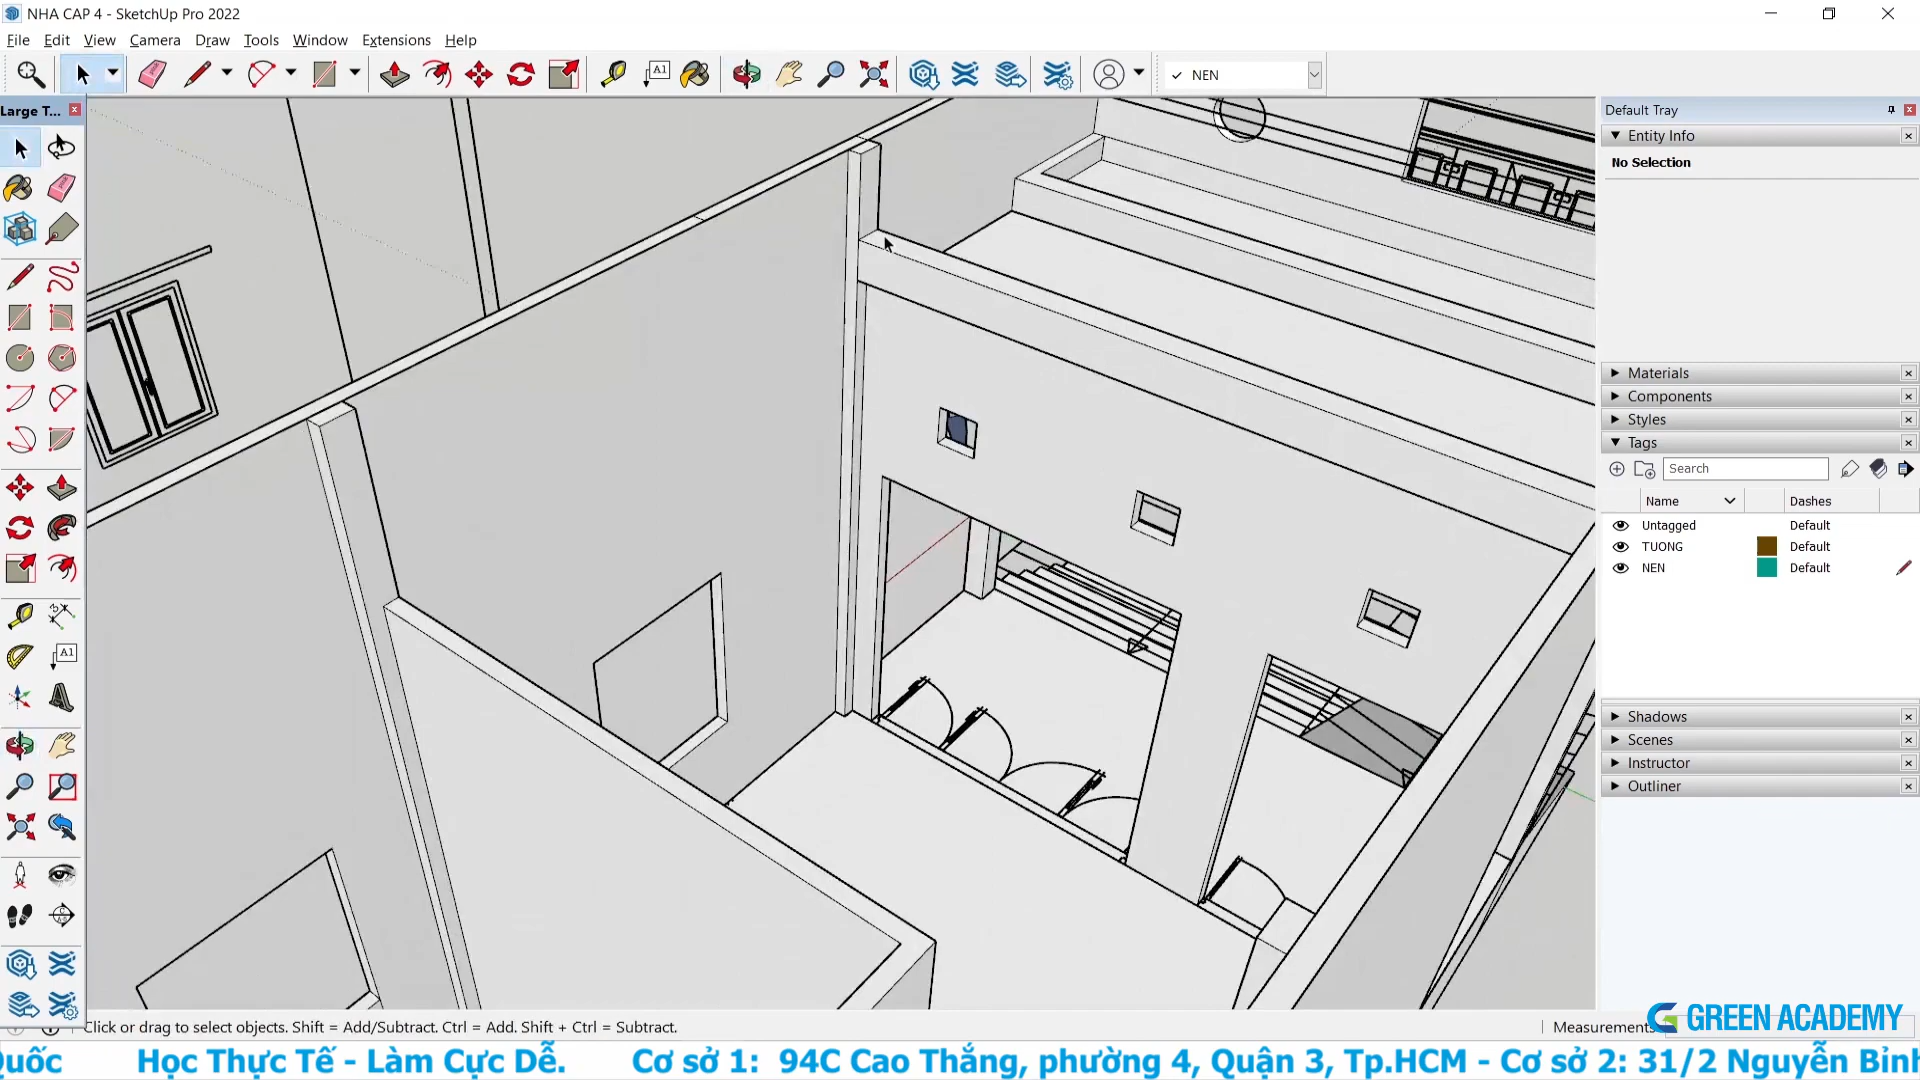 NHA CAP 4 - SketchUp Pro 2022
File Edit View Camera Draw Tools Window Extensions Help
A1
NEN
Large T...
A1
Default Tray
Entity Info
No Selection
Materials
Components
Styles
Tags
Search
Name Dashes
Untagged Default
TUONG Default
NEN Default
Shadows
Scenes
Instructor
Outliner
Click or drag to select objects. Shift = Add/Subtract. Ctrl = Add. Shift + Ctrl = Subtract.
Measurements
GREEN ACADEMY
Quốc Học Thực Tế - Làm Cực Dễ. Cơ sở 1: 94C Cao Thắng, phường 4, Quận 3, Tp.HCM - Cơ sở 2: 31/2 Nguyễn Bỉnh